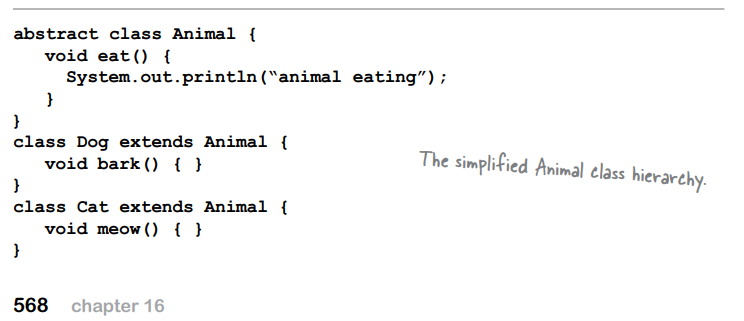 abstract class Animal {
void eat() {
System.out.println(“animal eating”);
}
}
class Dog extends Animal {
void bark() { }
}
The simplified Animal class hierarchy.
class Cat extends Animal {
void meow() { }
}
568 chapter 16